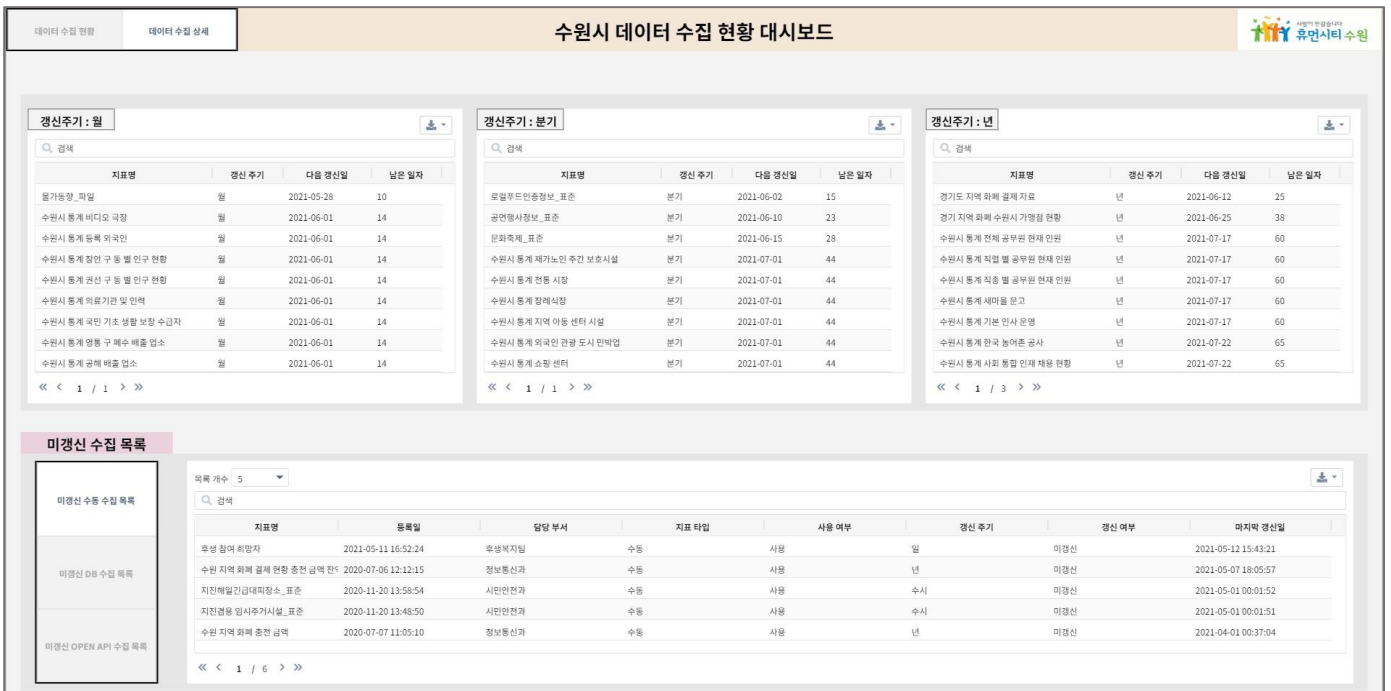 데이터 수집 현황 데이터 수집 상세 수원시 데이터 수집 현황 대시보드 사람이 반갑습니다
휴먼시티 수원
갱신주기 : 월
검색
지표명 갱신 주기 다음 갱신일 남은 일자
물가동향_파일 월 2021-05-28 10
수원시 통계 비디오 극장 월 2021-06-01 14
수원시 통계 등록 외국인 월 2021-06-01 14
수원시 통계 장안 구 동 별 인구 현황 월 2021-06-01 14
수원시 통계 권선 구 동 별 인구 현황 월 2021-06-01 14
수원시 통계 의료기관 및 인력 월 2021-06-01 14
수원시 통계 국민 기초 생활 보장 수급자 월 2021-06-01 14
수원시 통계 영통 구 폐수 배출 업소 월 2021-06-01 14
수원시 통계 공해 배출 업소 월 2021-06-01 14
1 / 1
갱신주기 : 분기
검색
지표명 갱신 주기 다음 갱신일 남은 일자
로컬푸드인증정보_표준 분기 2021-06-02 15
공연행사정보_표준 분기 2021-06-10 23
문화축제_표준 분기 2021-06-15 28
수원시 통계 재가노인 주간 보호시설 분기 2021-07-01 44
수원시 통계 전통 시장 분기 2021-07-01 44
수원시 통계 장례식장 분기 2021-07-01 44
수원시 통계 지역 아동 센터 시설 분기 2021-07-01 44
수원시 통계 외국인 관광 도시 민박업 분기 2021-07-01 44
수원시 통계 쇼핑 센터 분기 2021-07-01 44
1 / 1
갱신주기 : 년
검색
지표명 갱신 주기 다음 갱신일 남은 일자
경기도 지역 화폐 결제 자료 년 2021-06-12 25
경기 지역 화폐 수원시 가맹점 현황 년 2021-06-25 38
수원시 통계 전체 공무원 현재 인원 년 2021-07-17 60
수원시 통계 직렬 별 공무원 현재 인원 년 2021-07-17 60
수원시 통계 직종 별 공무원 현재 인원 년 2021-07-17 60
수원시 통계 새마을 문고 년 2021-07-17 60
수원시 통계 기본 인사 운영 년 2021-07-17 60
수원시 통계 한국 농어촌 공사 년 2021-07-22 65
수원시 통계 사회 통합 인재 채용 현황 년 2021-07-22 65
1 / 3
미갱신 수집 목록
미갱신 수동 수집 목록
미갱신 DB 수집 목록
미갱신 OPEN API 수집 목록
목록 개수 5
검색
지표명 등록일 담당 부서 지표 타입 사용 여부 갱신 주기 갱신 여부 마지막 갱신일
후생 참여 희망자 2021-05-11 16:52:24 후생복지팀 수동 사용 일 미갱신 2021-05-12 15:43:21
수원 지역 화폐 결제 현황 충전 금액 잔액 2020-07-06 12:12:15 정보통신과 수동 사용 년 미갱신 2021-05-07 18:05:57
지진해일긴급대피장소_표준 2020-11-20 13:58:54 시민안전과 수동 사용 수시 미갱신 2021-05-01 00:01:52
지진겸용 임시주거시설_표준 2020-11-20 13:48:50 시민안전과 수동 사용 수시 미갱신 2021-05-01 00:01:51
수원 지역 화폐 충전 금액 2020-07-07 11:05:10 정보통신과 수동 사용 년 미갱신 2021-04-01 00:37:04
1 / 6